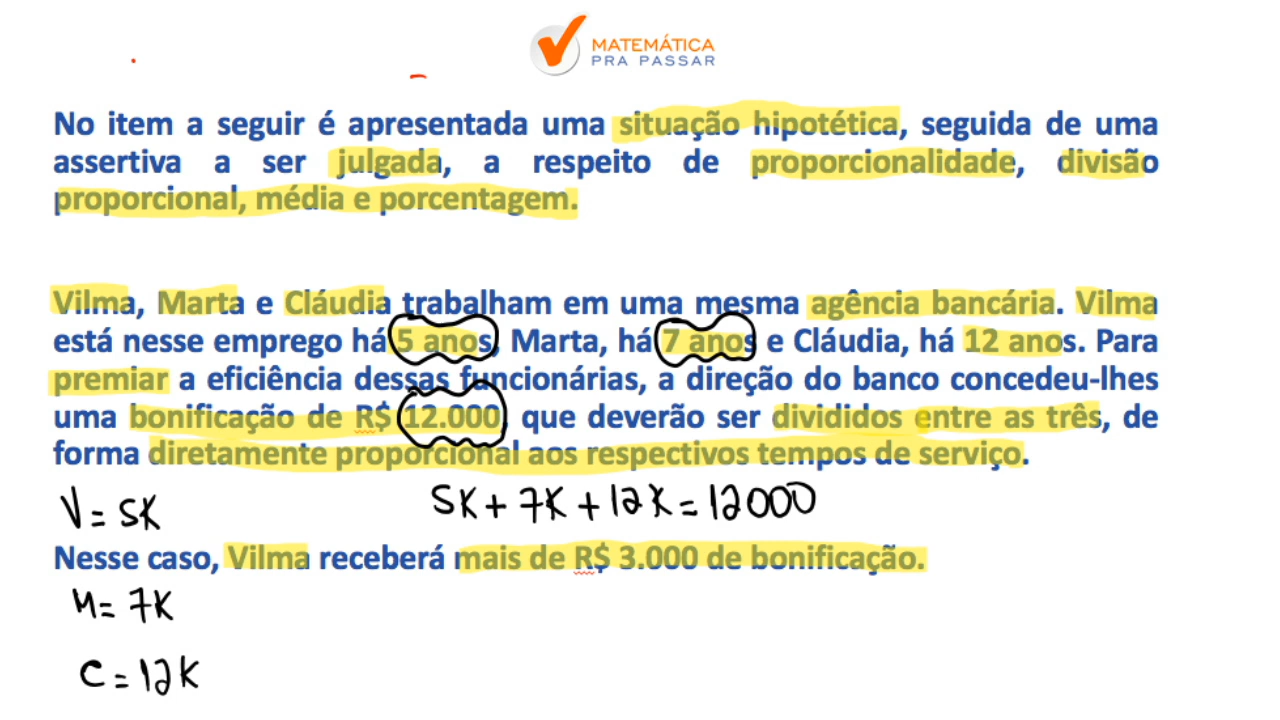 MATEMÁTICA
PRA PASSAR
No item a seguir é apresentada uma situação hipotética, seguida de uma
assertiva a ser julgada, a respeito de proporcionalidade, divisão
proporcional, média e porcentagem.
Vilma, Marta e Cláudia trabalham em uma mesma agência bancária. Vilma
está nesse emprego há 5 anos, Marta, há 7 anos e Cláudia, há 12 anos. Para
premiar a eficiência dessas funcionárias, a direção do banco concedeu-lhes
uma bonificação de R$ 12.000, que deverão ser divididos entre as três, de
forma diretamente proporcional aos respectivos tempos de serviço.
V = 5K
5K + 7K + 12K = 12000
Nesse caso, Vilma receberá mais de R$ 3.000 de bonificação.
M = 7K
C = 12K